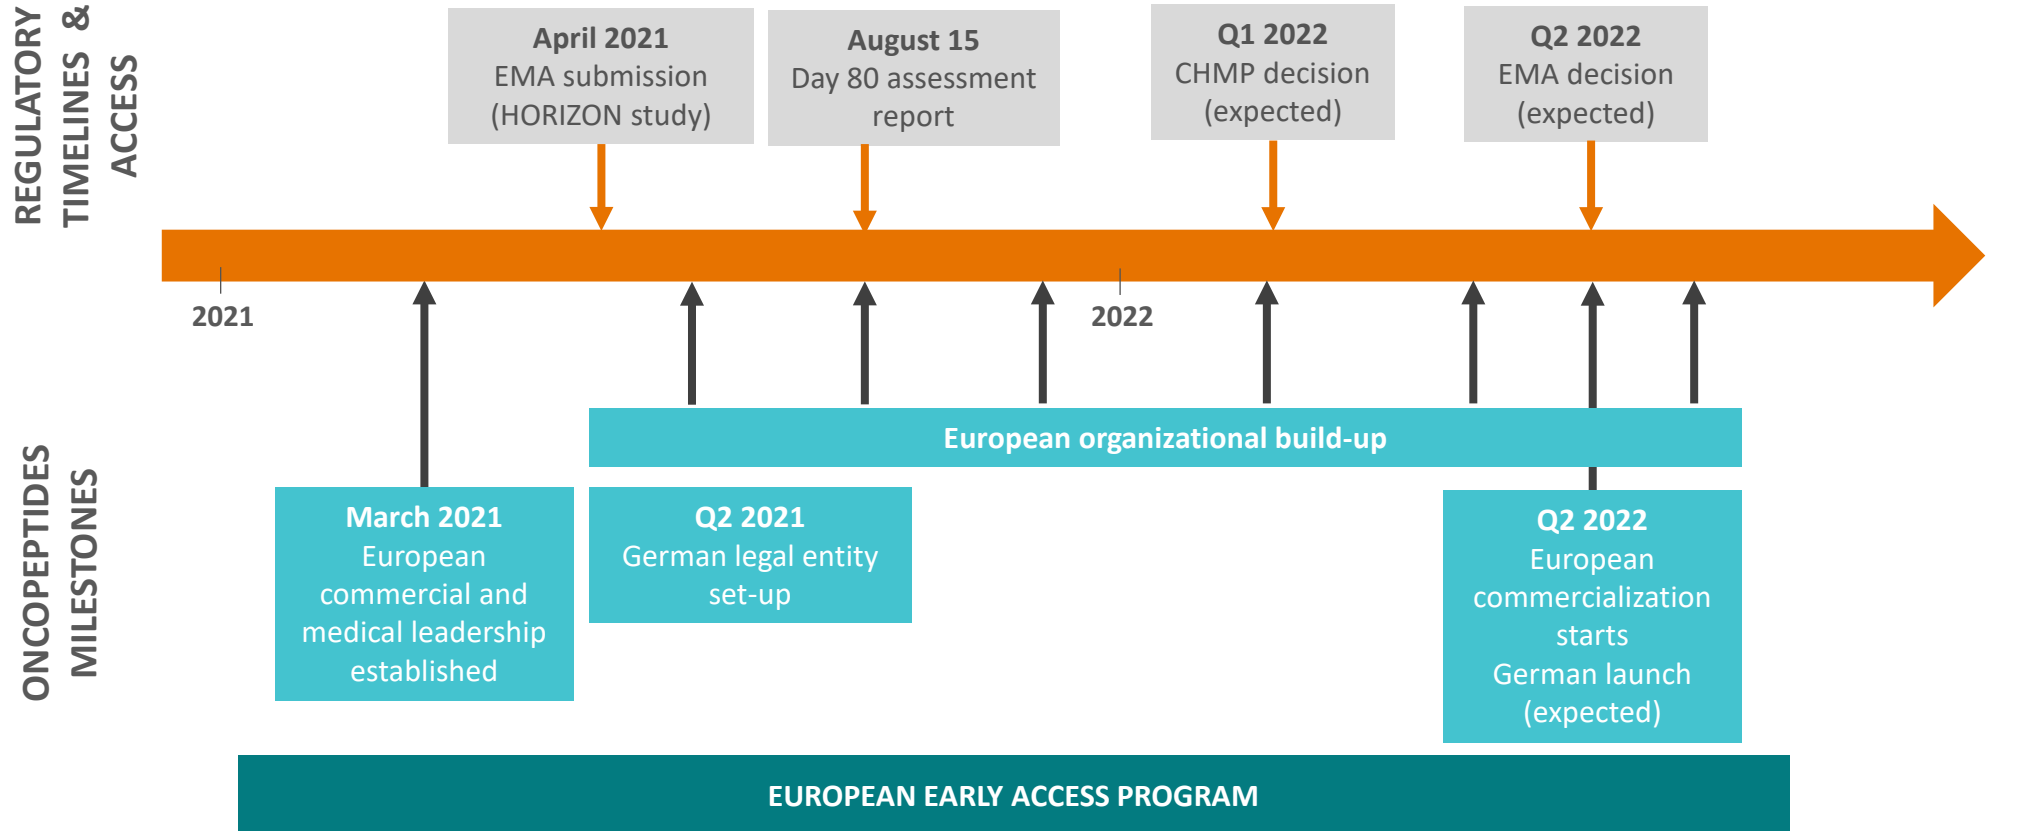 REGULATORY
TIMELINES &
ACCESS
April 2021
EMA submission
(HORIZON study)
August 15
Day 80 assessment
report
Q1 2022
CHMP decision
(expected)
Q2 2022
EMA decision
(expected)
2021
2022
ONCOPEPTIDES
MILESTONES
European organizational build-up
March 2021
European
commercial and
medical leadership
established
Q2 2021
German legal entity
set-up
Q2 2022
European
commercialization
starts
German launch
(expected)
EUROPEAN EARLY ACCESS PROGRAM